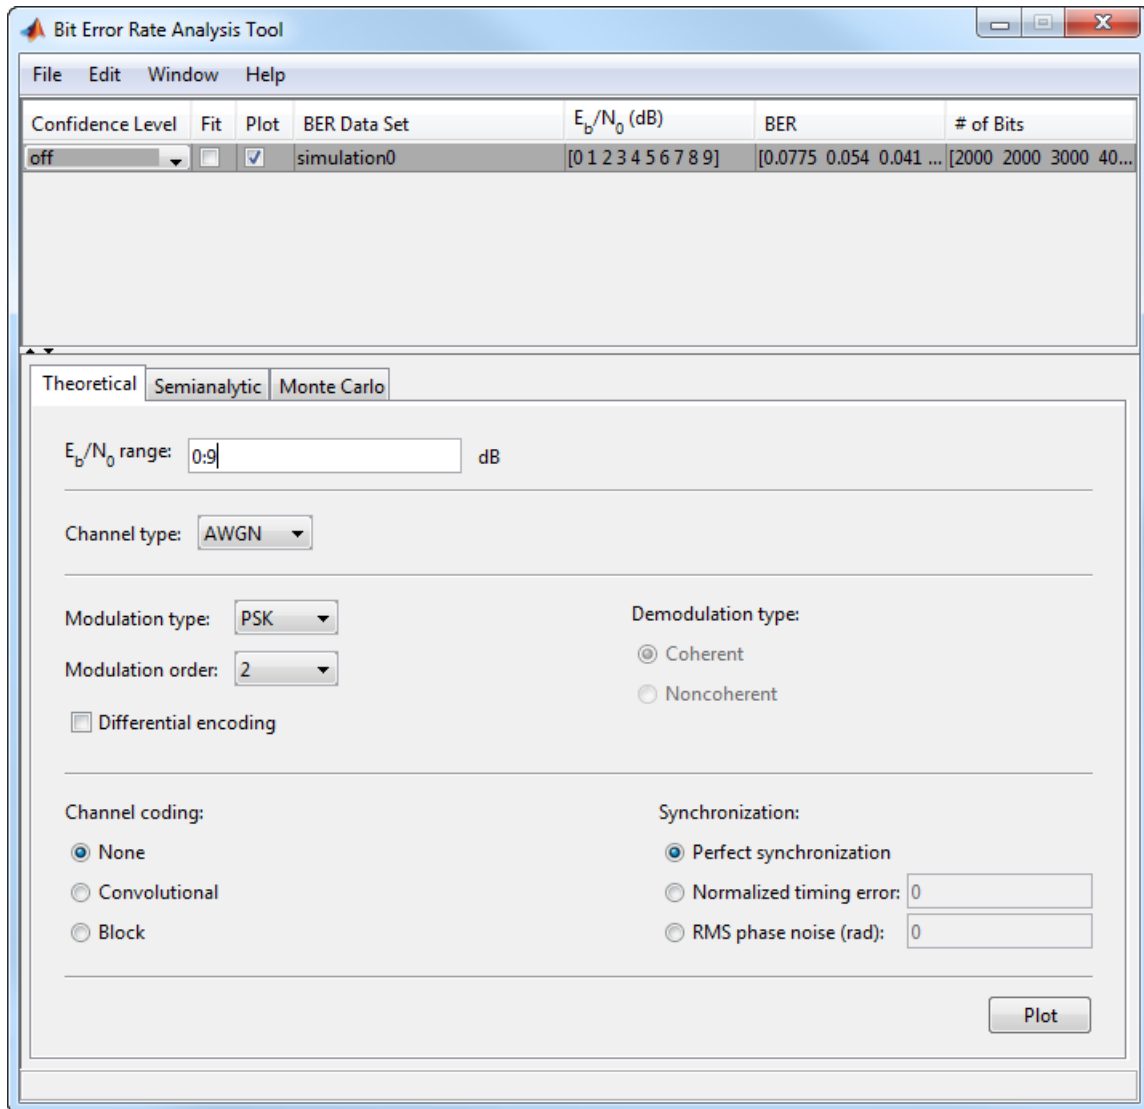 Bit Error Rate Analysis Tool
File Edit Window Help
Confidence Level Fit Plot BER Data Set E_b/N_0 (dB) BER # of Bits
off simulation0 [0 1 2 3 4 5 6 7 8 9] [0.0775 0.054 0.041 ... [2000 2000 3000 40...
Theoretical Semianalytic Monte Carlo
E_b/N_0 range: 0:9 dB
Channel type: AWGN
Modulation type: PSK Demodulation type:
Coherent
Modulation order: 2
Noncoherent
Differential encoding
Channel coding: Synchronization:
None Perfect synchronization
Convolutional Normalized timing error: 0
Block RMS phase noise (rad): 0
Plot